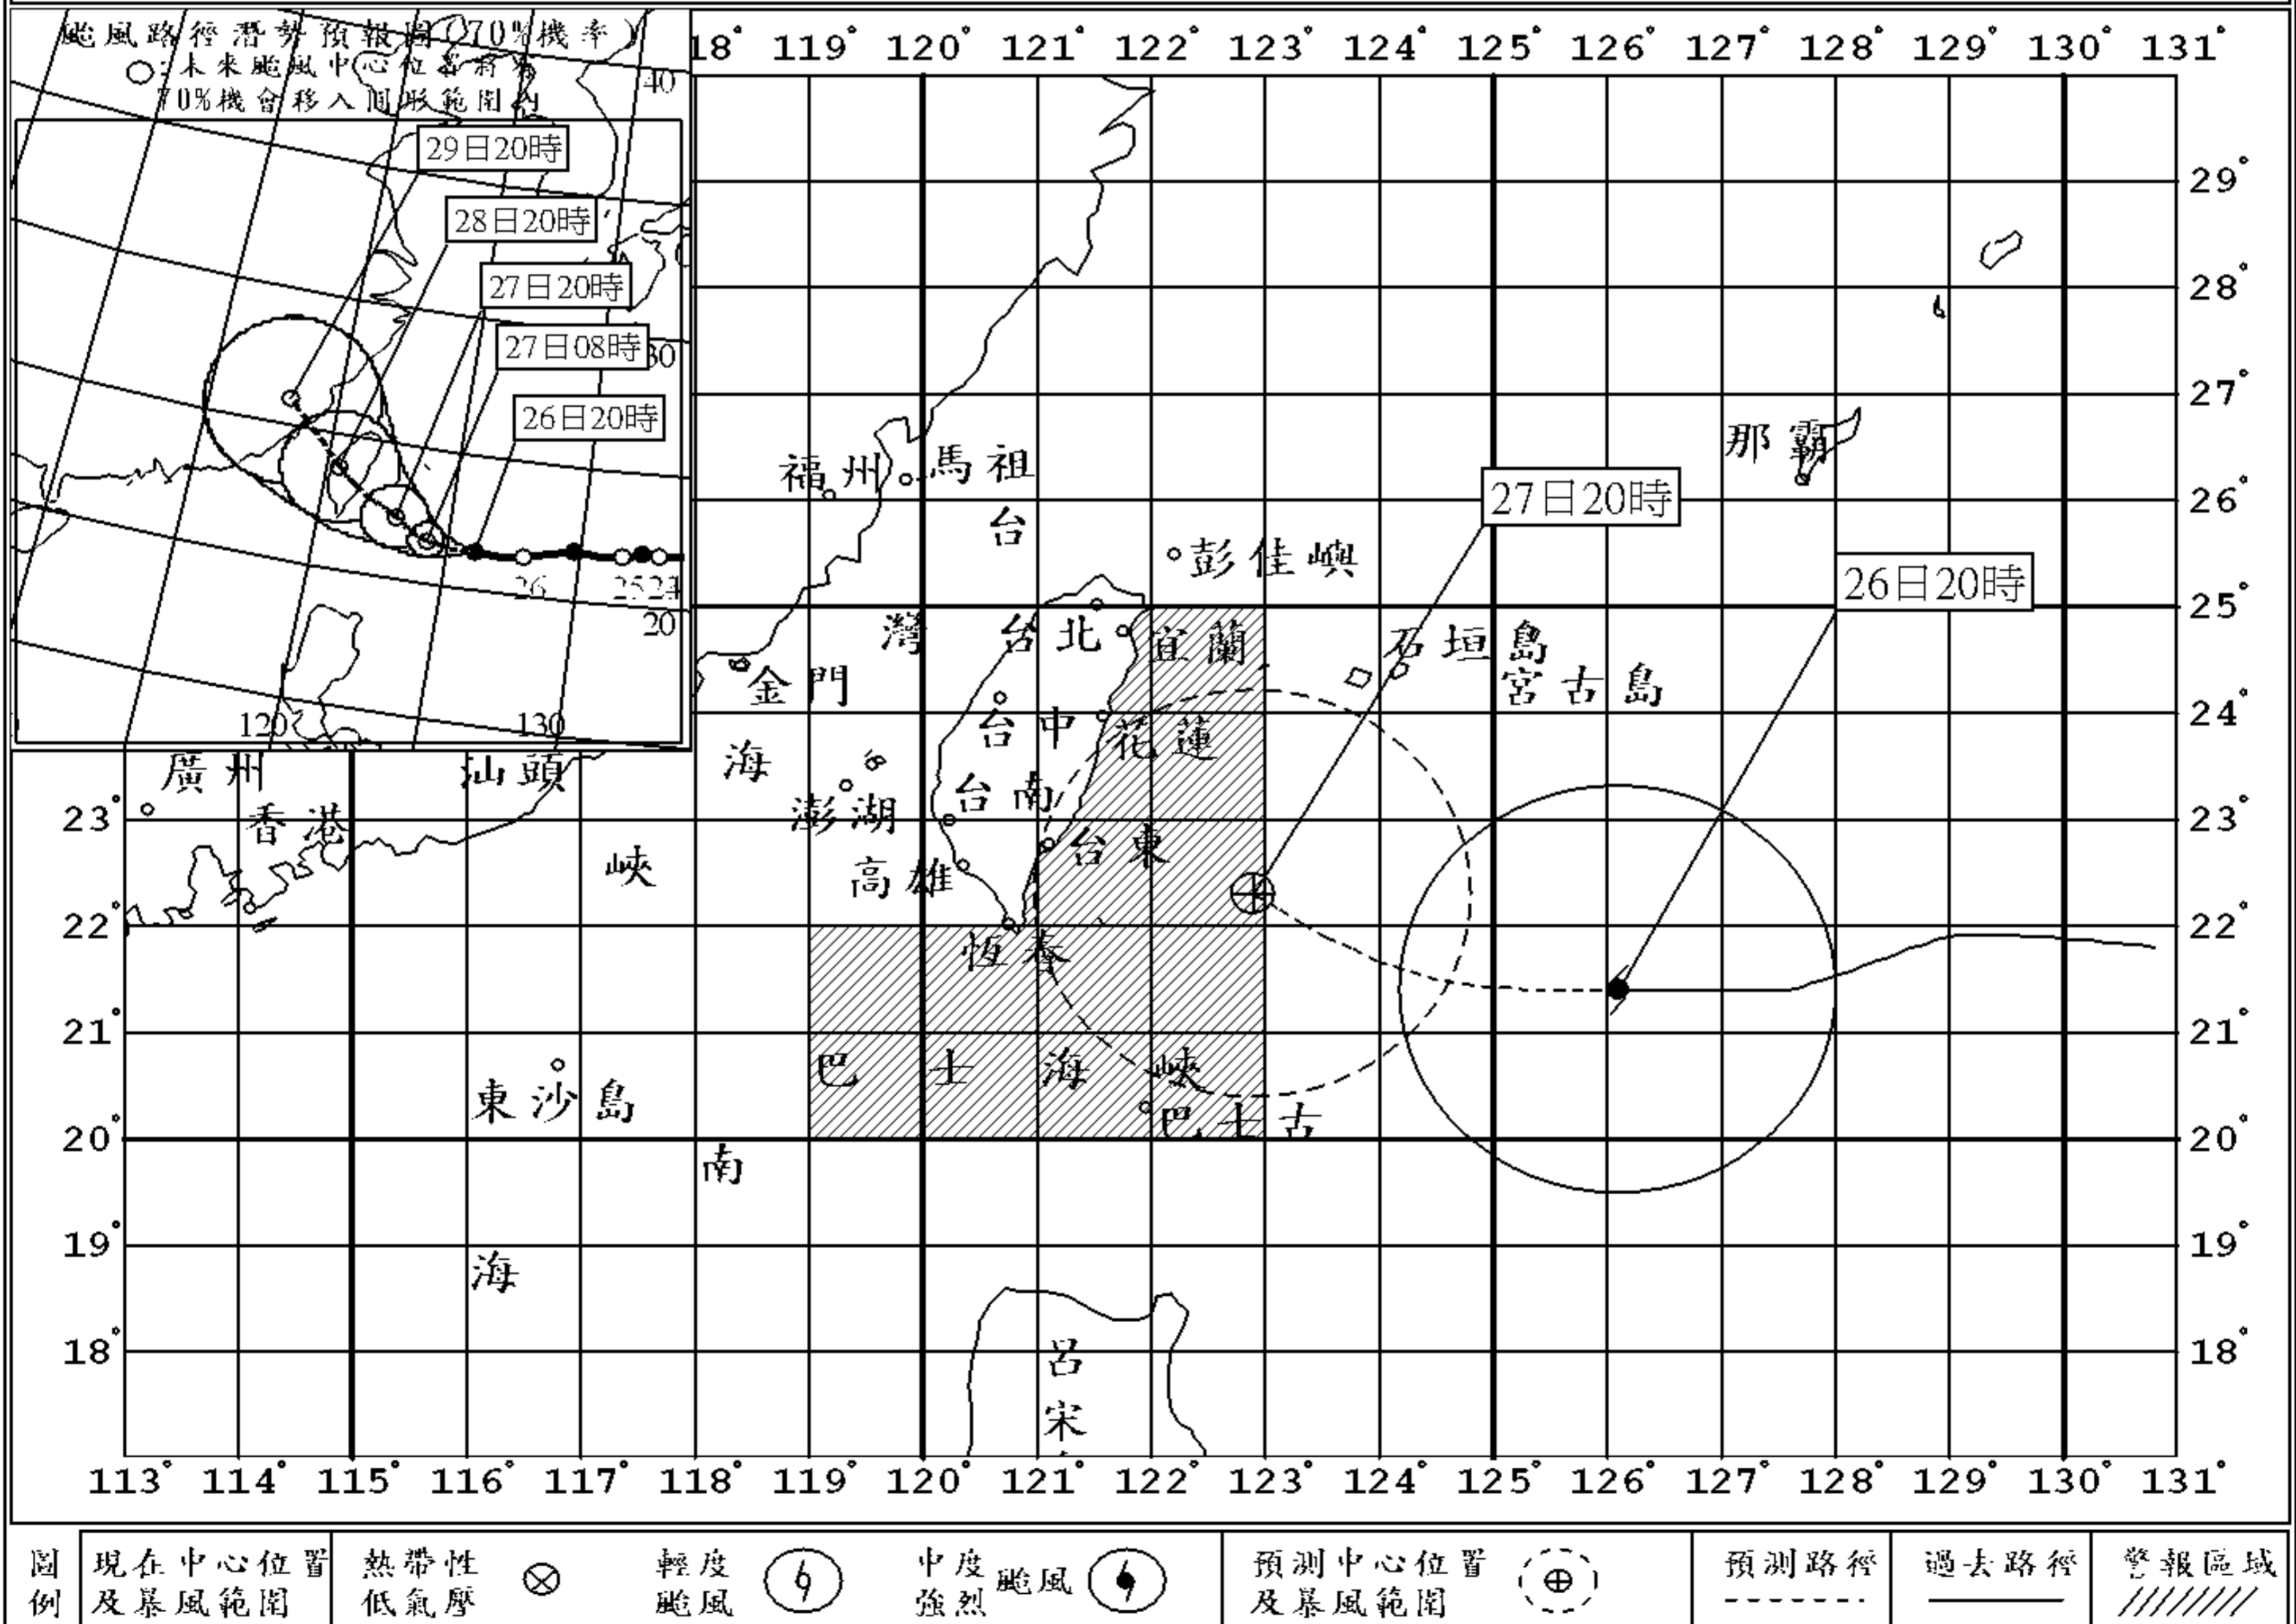 颱風路徑潛勢預報圖(70%機率)
○:未來颱風中心位置將有
70%機會移入圓形範圍內
40
29日20時
28日20時
27日20時
27日08時
30
26日20時
26 25 24
20
120 130
18° 119° 120° 121° 122° 123° 124° 125° 126° 127° 128° 129° 130° 131°
29°
28°
27°
那霸
福州 馬祖
27日20時
26°
台
彭佳嶼
26日20時
25°
灣 台北 宜蘭 石垣島
金門 宮古島
24°
台中 花蓮
廣州 汕頭 海
23° 香港 澎湖 台南 23°
峽 高雄 台東
22° 22°
恆春
21° 21°
巴士海峽
東沙島 巴士古
20° 20°
南
19° 19°
海
18° 18°
呂
宋
113° 114° 115° 116° 117° 118° 119° 120° 121° 122° 123° 124° 125° 126° 127° 128° 129° 130° 131°
圖例
現在中心位置
及暴風範圍
熱帶性
低氣壓
輕度
颱風
中度
強烈
颱風
預測中心位置
及暴風範圍
預測路徑
過去路徑
警報區域